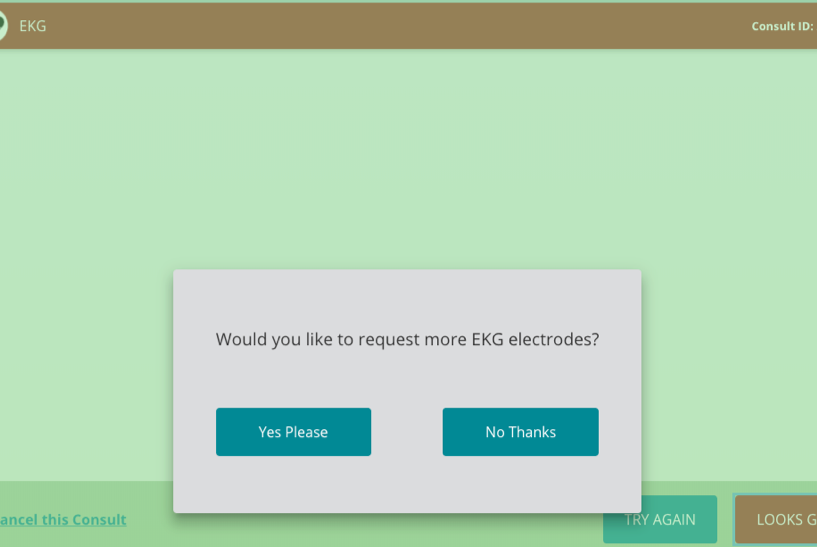 EKG
Consult ID:
Would you like to request more EKG electrodes?
Yes Please
No Thanks
ancel this Consult
TRY AGAIN
LOOKS G